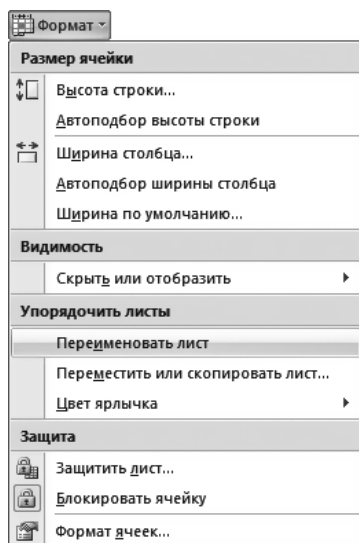 Формат
Размер ячейки
Высота строки...
Автоподбор высоты строки
Ширина столбца...
Автоподбор ширины столбца
Ширина по умолчанию...
Видимость
Скрыть или отобразить
Упорядочить листы
Переименовать лист
Переместить или скопировать лист...
Цвет ярлычка
Защита
Защитить лист...
Блокировать ячейку
Формат ячеек...